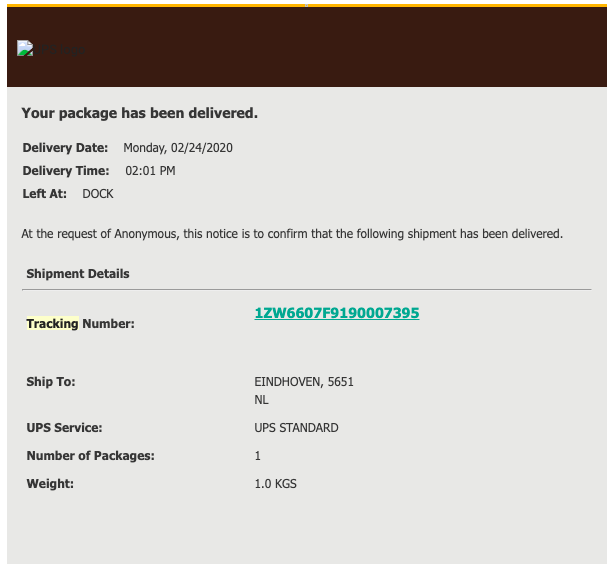 Your package has been delivered.
Delivery Date: Monday, 02/24/2020
Delivery Time: 02:01 PM
Left At: DOCK
At the request of Anonymous, this notice is to confirm that the following shipment has been delivered.
Shipment Details
Tracking Number: 1ZW6607F9190007395
Ship To: EINDHOVEN, 5651
NL
UPS Service: UPS STANDARD
Number of Packages: 1
Weight: 1.0 KGS